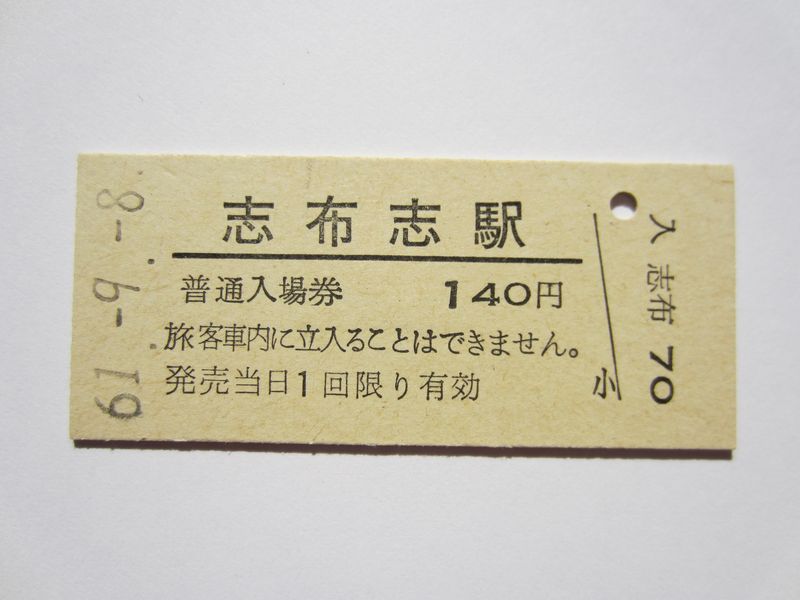 61.-9.-8.
志布志駅
普通入場券 140円
旅客車内に立入ることはできません。
発売当日1回限り有効
小
入 志布 70